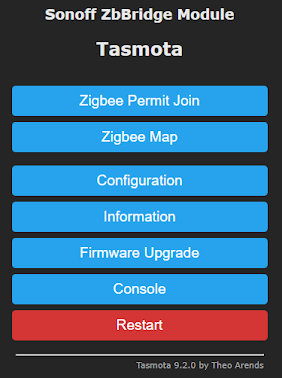 Sonoff ZbBridge Module
Tasmota
Zigbee Permit Join
Zigbee Map
Configuration
Information
Firmware Upgrade
Console
Restart
Tasmota 9.2.0 by Theo Arends